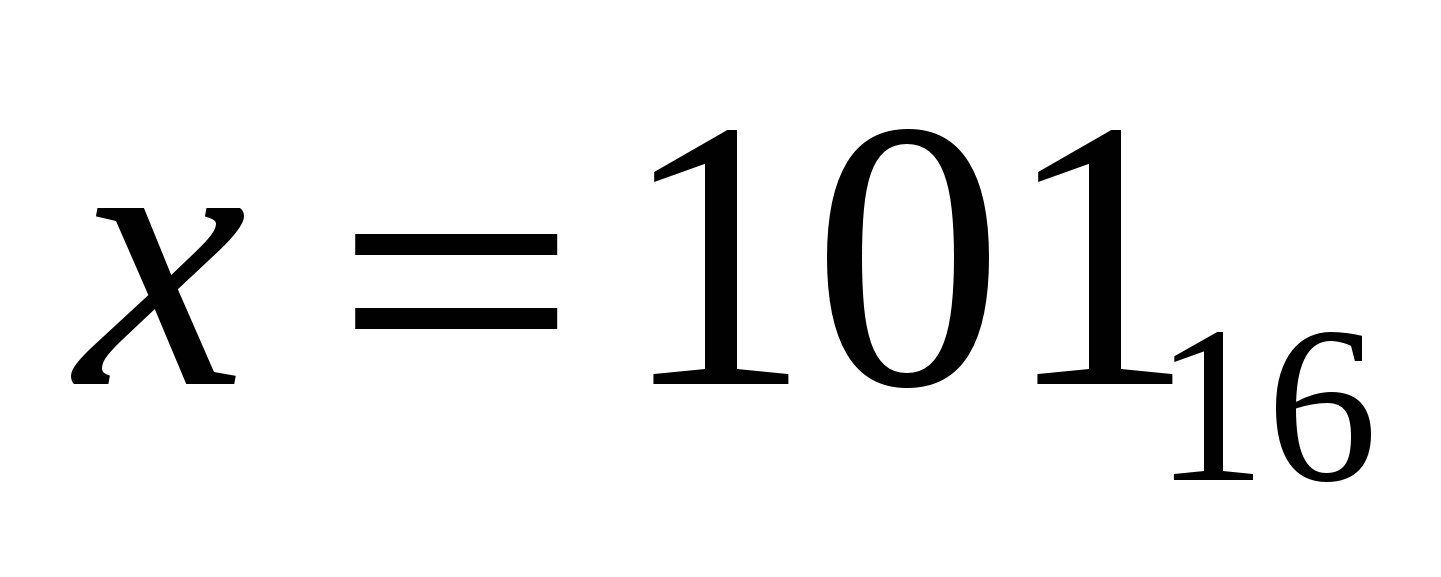 x = 101₁₆